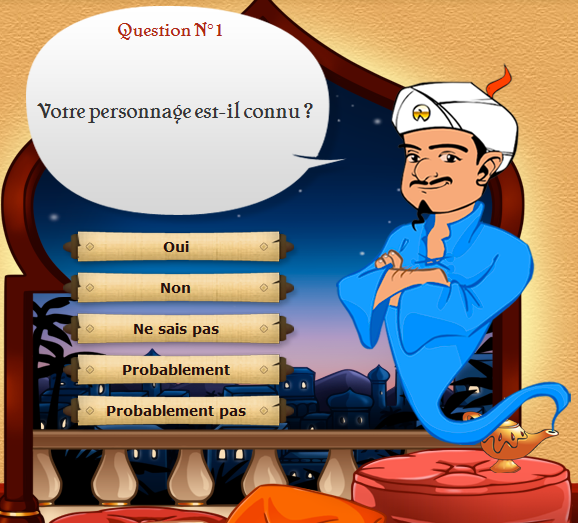 Question N° 1
Votre personnage est-il connu ?
Oui
Non
Ne sais pas
Probablement
Probablement pas